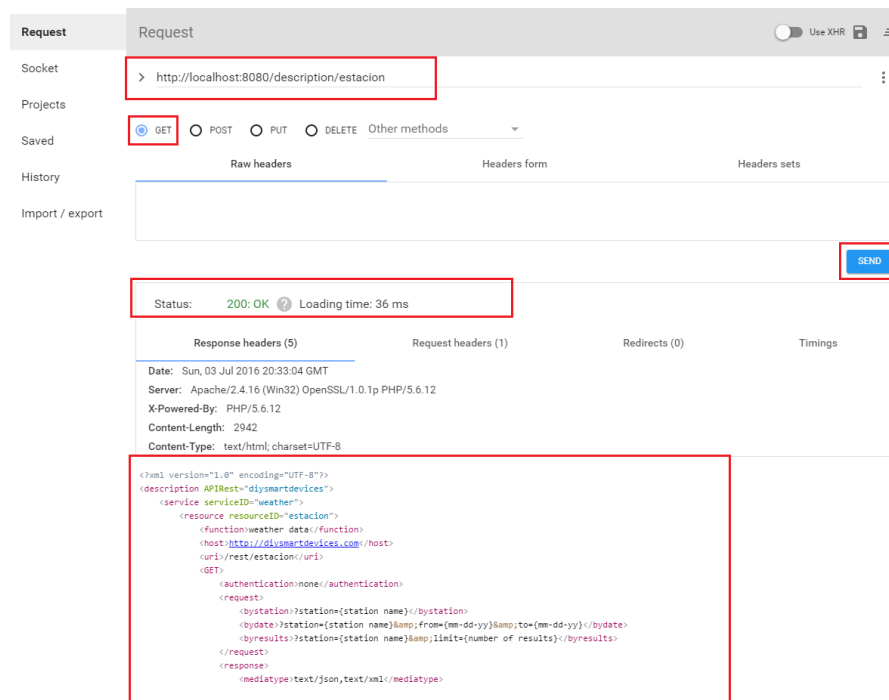 Request
Request
Use XHR
Socket
http://localhost:8080/description/estacion
Projects
GET POST PUT DELETE Other methods
Saved
Raw headers Headers form Headers sets
History
Import / export
SEND
Status: 200: OK ? Loading time: 36 ms
Response headers (5) Request headers (1) Redirects (0) Timings
Date: Sun, 03 Jul 2016 20:33:04 GMT
Server: Apache/2.4.16 (Win32) OpenSSL/1.0.1p PHP/5.6.12
X-Powered-By: PHP/5.6.12
Content-Length: 2942
Content-Type: text/html; charset=UTF-8
<?xml version="1.0" encoding="UTF-8"?>
<description APIRest="diysmartdevices">
<service serviceID="weather">
<resource resourceID="estacion">
<function>weather data</function>
<host>http://diysmartdevices.com</host>
<uri>/rest/estacion</uri>
<GET>
<authentication>none</authentication>
<request>
<bystation>?station={station name}</bystation>
<bydate>?station={station name}&amp;from={mm-dd-yy}&amp;to={mm-dd-yy}</bydate>
<byresults>?station={station name}&amp;limit={number of results}</byresults>
</request>
<response>
<mediatype>text/json,text/xml</mediatype>